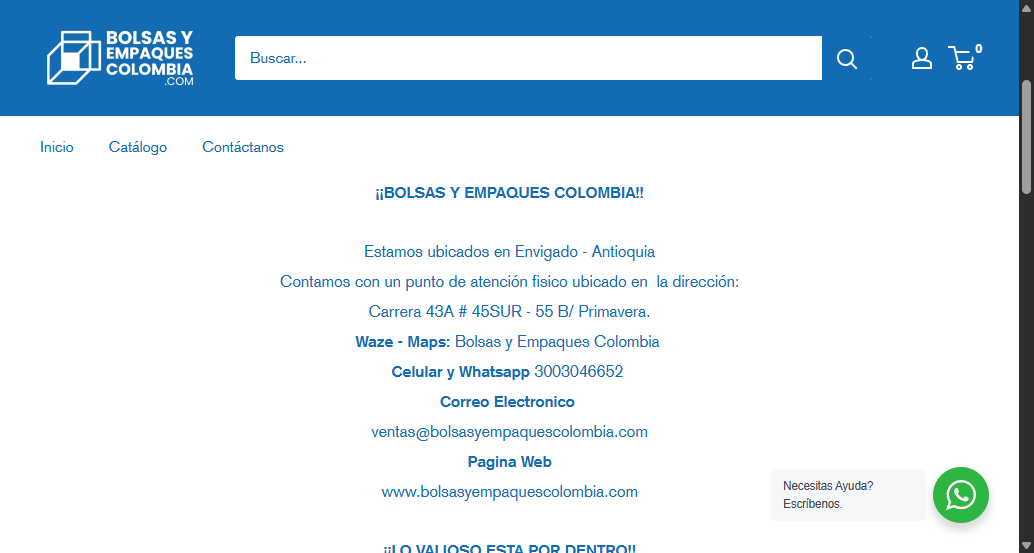 BOLSAS Y
EMPAQUES
COLOMBIA
.COM
Buscar...
0
Inicio
Catálogo
Contáctanos
¡¡BOLSAS Y EMPAQUES COLOMBIA!!
Estamos ubicados en Envigado - Antioquia
Contamos con un punto de atención fisico ubicado en  la dirección:
Carrera 43A # 45SUR - 55 B/ Primavera.
Waze - Maps: Bolsas y Empaques Colombia
Celular y Whatsapp 3003046652
Correo Electronico
ventas@bolsasyempaquescolombia.com
Pagina Web
www.bolsasyempaquescolombia.com
Necesitas Ayuda?
Escríbenos.
¡¡LO VALIOSO ESTA POR DENTRO!!